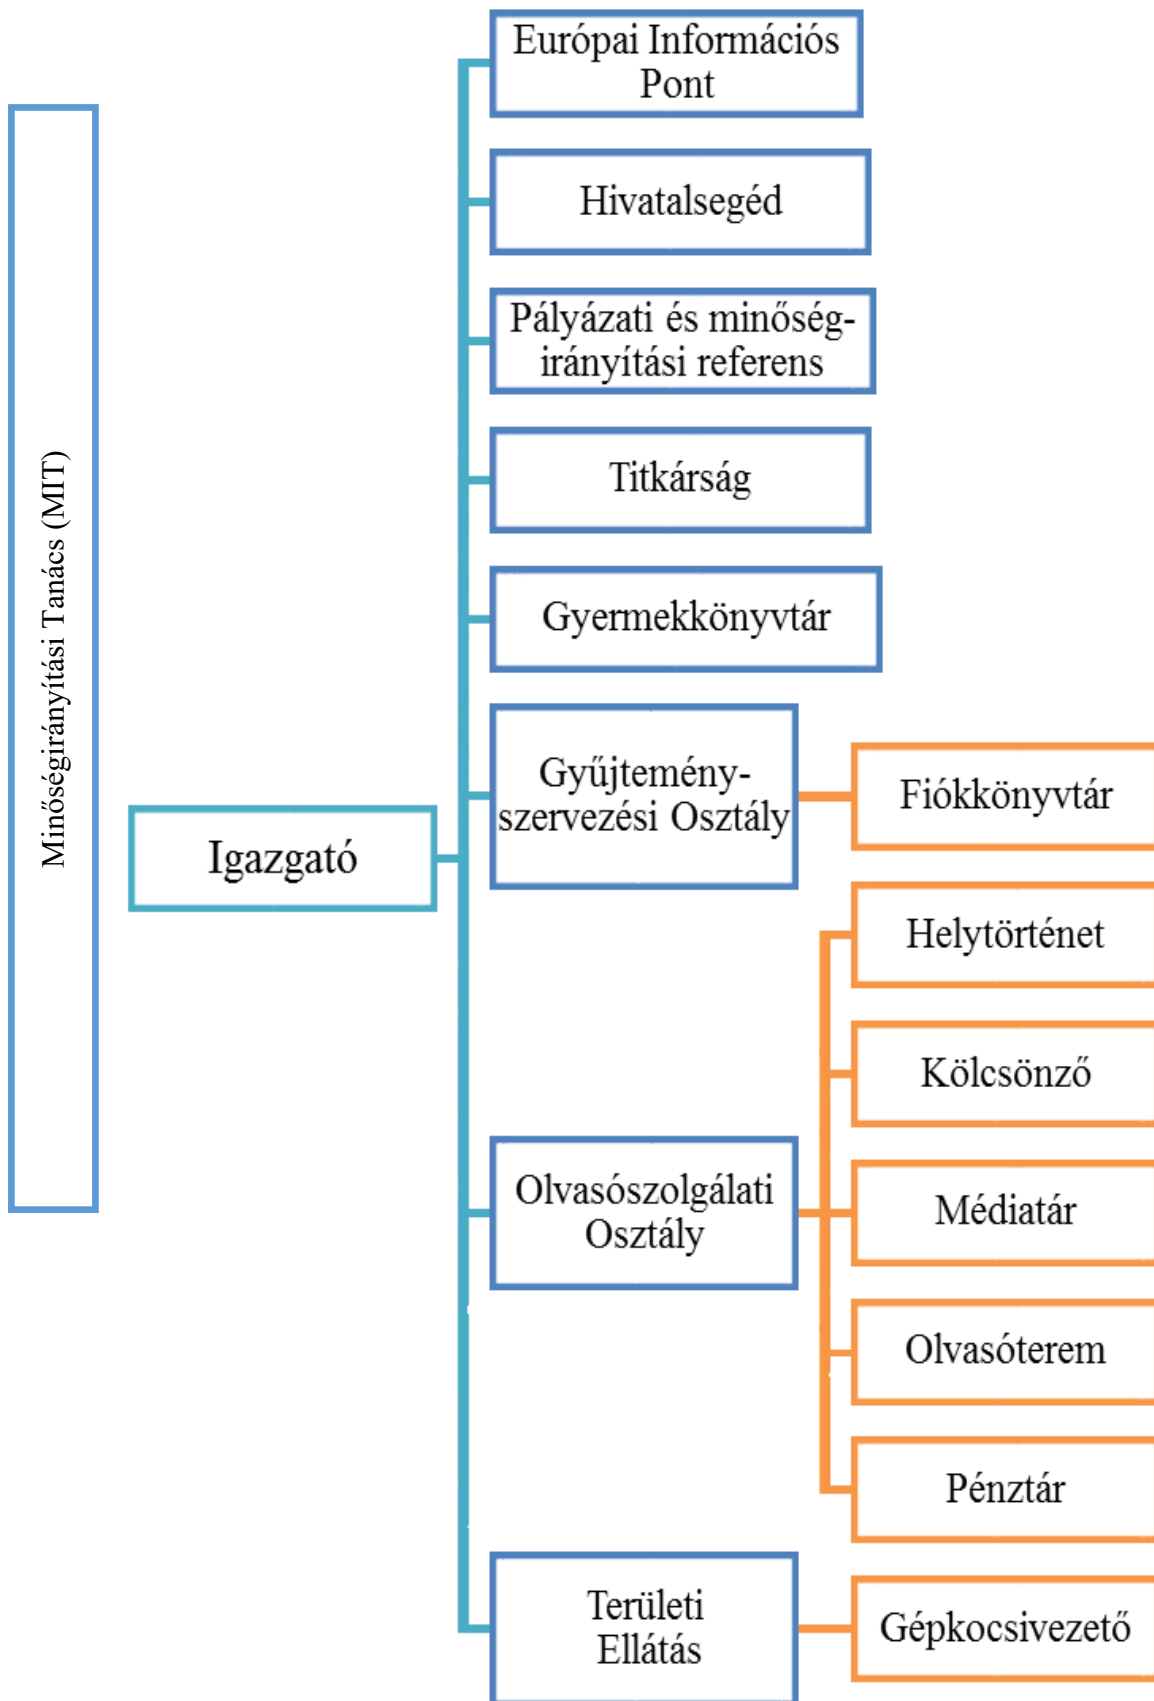 Minőségirányítási Tanács (MIT)
Igazgató
Európai Információs
Pont
Hivatalsegéd
Pályázati és minőség-
irányítási referens
Titkárság
Gyermekkönyvtár
Gyűjtemény-
szervezési Osztály
Fiókkönyvtár
Olvasószolgálati
Osztály
Helytörténet
Kölcsönző
Médiatár
Olvasóterem
Pénztár
Területi
Ellátás
Gépkocsivezető